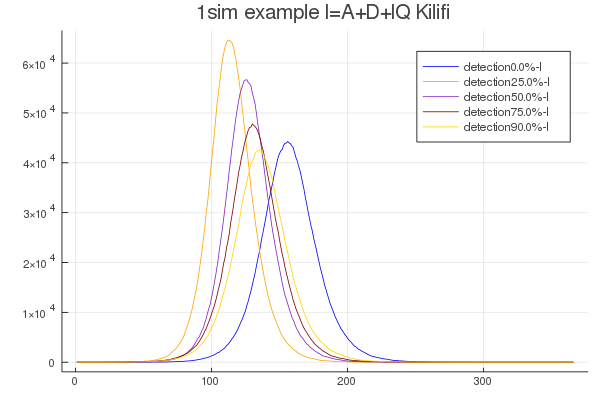 1sim example I=A+D+IQ Kilifi
detection0.0%-I
detection25.0%-I
detection50.0%-I
detection75.0%-I
detection90.0%-I
6×10 4
5×10 4
4×10 4
3×10 4
2×10 4
1×10 4
0
0 100 200 300